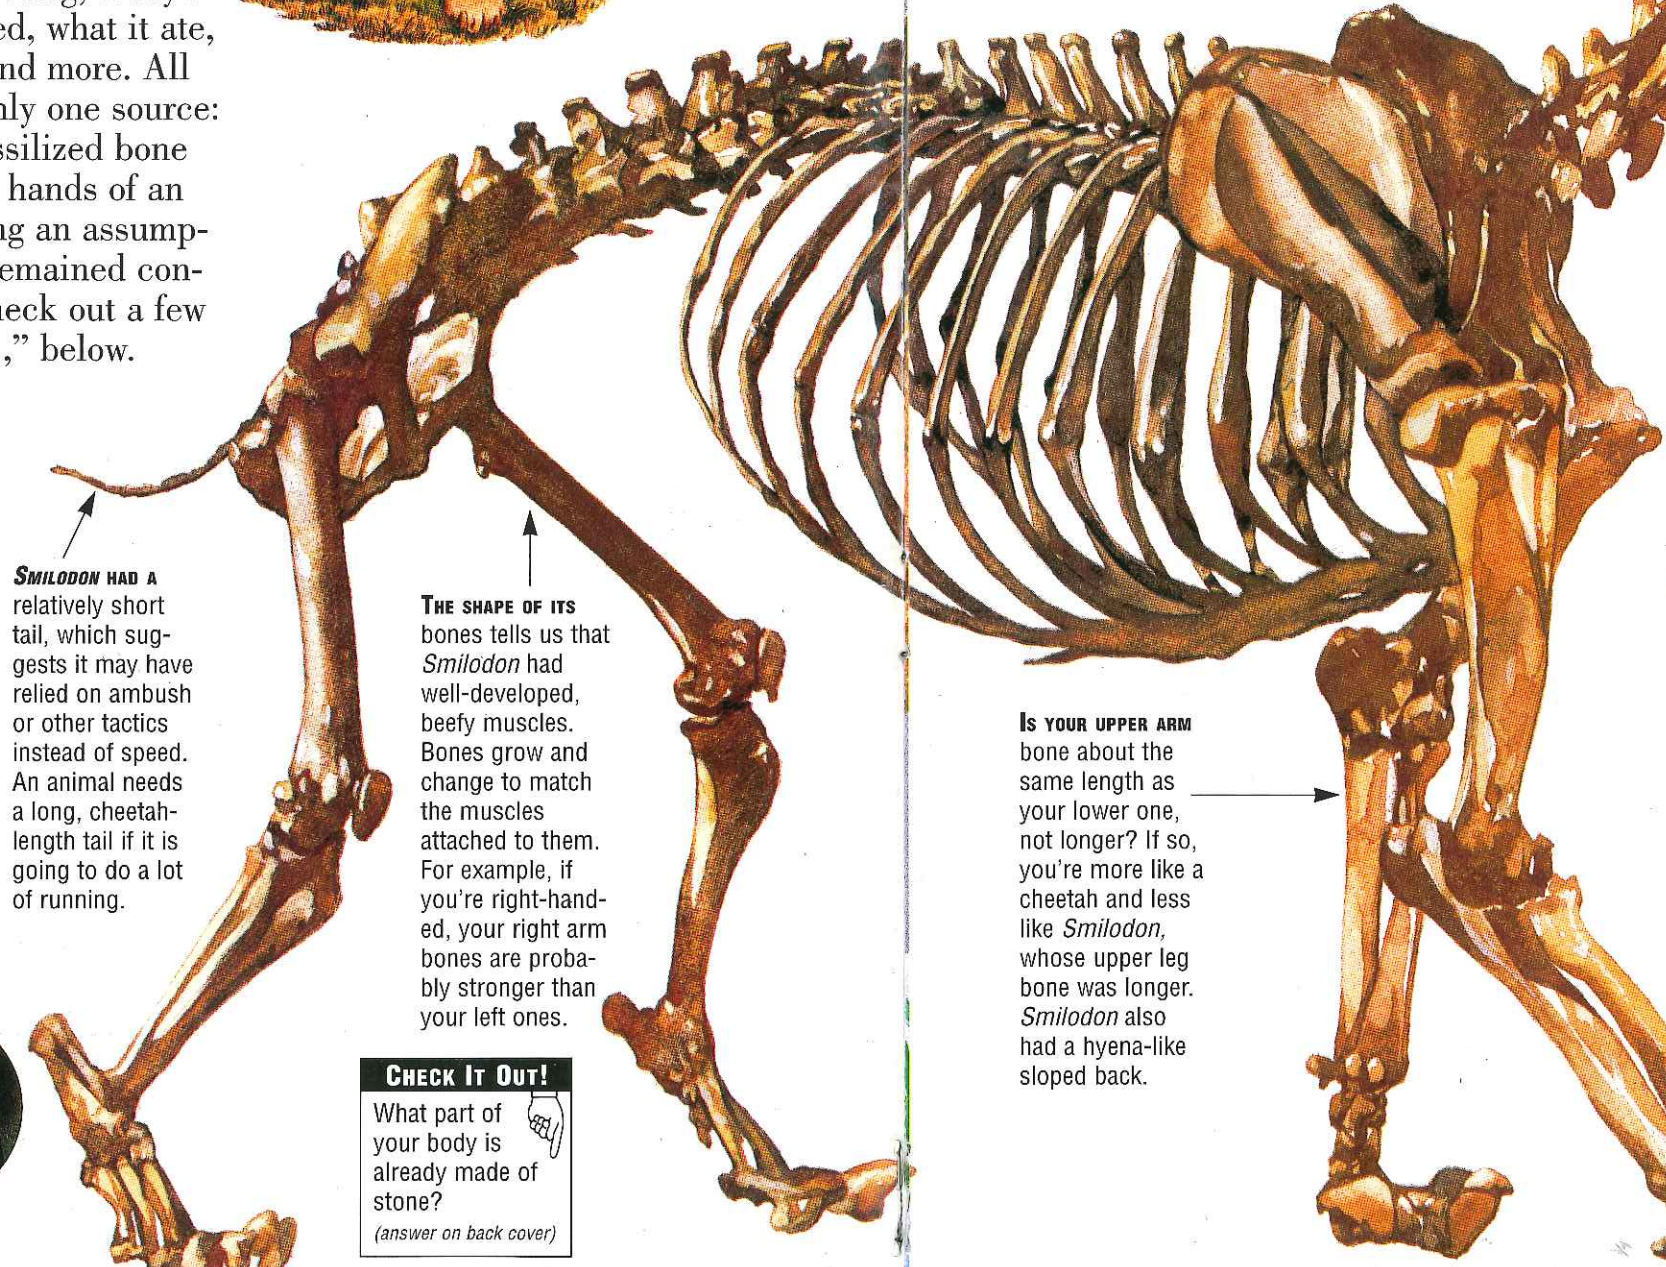 ed, what it ate,
nd more. All
nly one source:
ssilized bone
hands of an
ng an assump-
emained con-
heck out a few
,” below.
SMILODON HAD A
relatively short
tail, which sug-
gests it may have
relied on ambush
or other tactics
instead of speed.
An animal needs
a long, cheetah-
length tail if it is
going to do a lot
of running.
THE SHAPE OF ITS
bones tells us that
Smilodon had
well-developed,
beefy muscles.
Bones grow and
change to match
the muscles
attached to them.
For example, if
you're right-hand-
ed, your right arm
bones are proba-
bly stronger than
your left ones.
CHECK IT OUT!
What part of
your body is
already made of
stone?
(answer on back cover)
IS YOUR UPPER ARM
bone about the
same length as
your lower one,
not longer? If so,
you're more like a
cheetah and less
like Smilodon,
whose upper leg
bone was longer.
Smilodon also
had a hyena-like
sloped back.